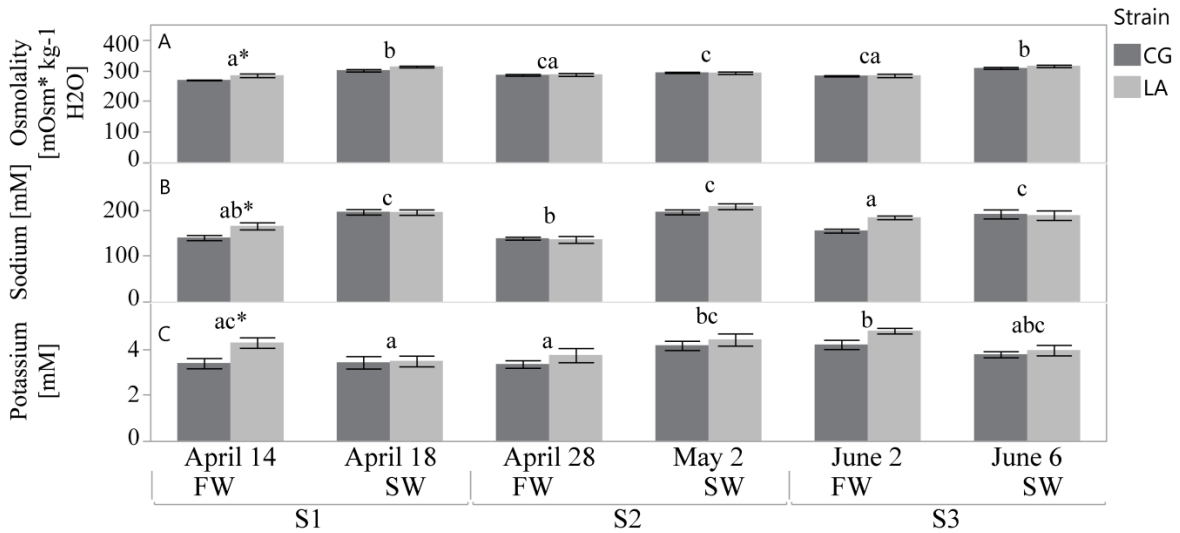 Strain
CG
LA
Osmolality
[mOsm* kg-1
H2O]
400
300
200
100
0
A
a*
b
ca
c
ca
b
Sodium [mM]
200
100
0
B
ab*
c
b
c
a
c
Potassium
[mM]
4
2
0
C
ac*
a
a
bc
b
abc
April 14
April 18
April 28
May 2
June 2
June 6
FW
SW
FW
SW
FW
SW
S1
S2
S3